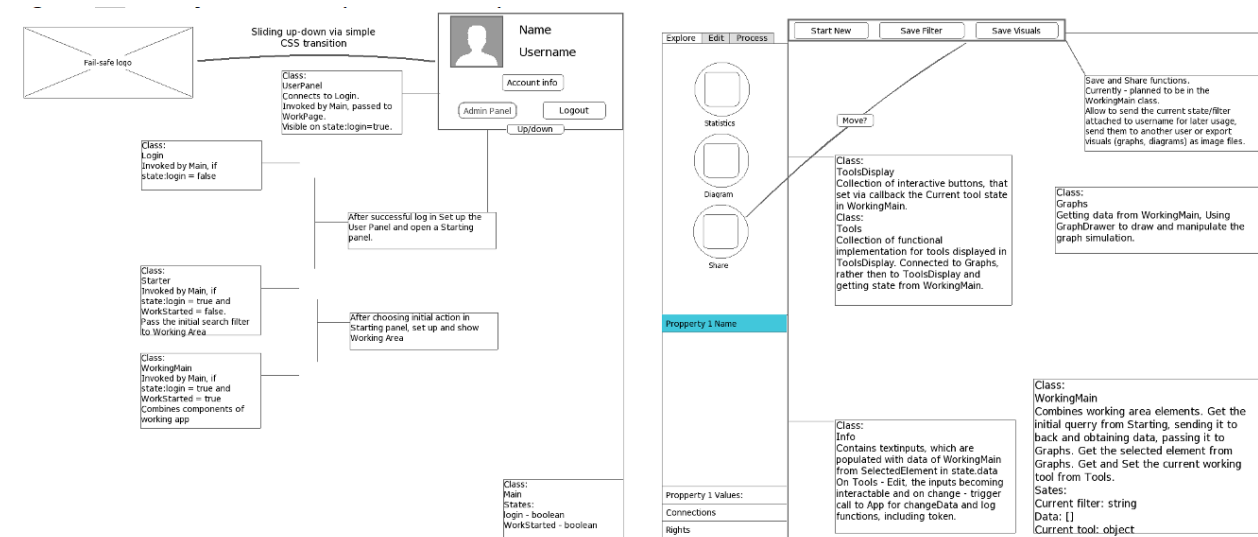 Fail-safe logo
Sliding up-down via simple
CSS transition
Name
Username
Account info
Admin Panel
Logout
Up/down
Class:
UserPanel
Connects to Login.
Invoked by Main, passed to
WorkPage.
Visible on state:login=true.
Class:
Login
Invoked by Main, if
state:login = false
After successful log in Set up the
User Panel and open a Starting
panel.
Class:
Starter
Invoked by Main, if
state:login = true and
WorkStarted = false.
Pass the initial search filter
to Working Area
After choosing initial action in
Starting panel, set up and show
Working Area
Class:
WorkingMain
Invoked by Main, if
state:login = true and
WorkStarted = true
Combines components of
working app
Class:
Main
States:
login - boolean
WorkStarted - boolean
Explore
Edit
Process
Start New
Save Filter
Save Visuals
Statistics
Diagram
Share
Move?
Save and Share functions.
Currently - planned to be in the
WorkingMain class.
Allow to send the current state/filter
attached to username for later usage,
send them to another user or export
visuals (graphs, diagrams) as image files.
Class:
ToolsDisplay
Collection of interactive buttons, that
set via callback the Current tool state
in WorkingMain.
Class:
Tools
Collection of functional
implementation for tools displayed in
ToolsDisplay. Connected to Graphs,
rather then to ToolsDisplay and
getting state from WorkingMain.
Class:
Graphs
Getting data from WorkingMain, Using
GraphDrawer to draw and manipulate the
graph simulation.
Propperty 1 Name
Propperty 1 Values:
Connections
Rights
Class:
Info
Contains textinputs, which are
populated with data of WorkingMain
from SelectedElement in state.data
On Tools - Edit, the inputs becoming
interactable and on change - trigger
call to App for changeData and log
functions, including token.
Class:
WorkingMain
Combines working area elements. Get the
initial querry from Starting, sending it to
back and obtaining data, passing it to
Graphs. Get the selected element from
Graphs. Get and Set the current working
tool from Tools.
Sates:
Current filter: string
Data: []
Current tool: object